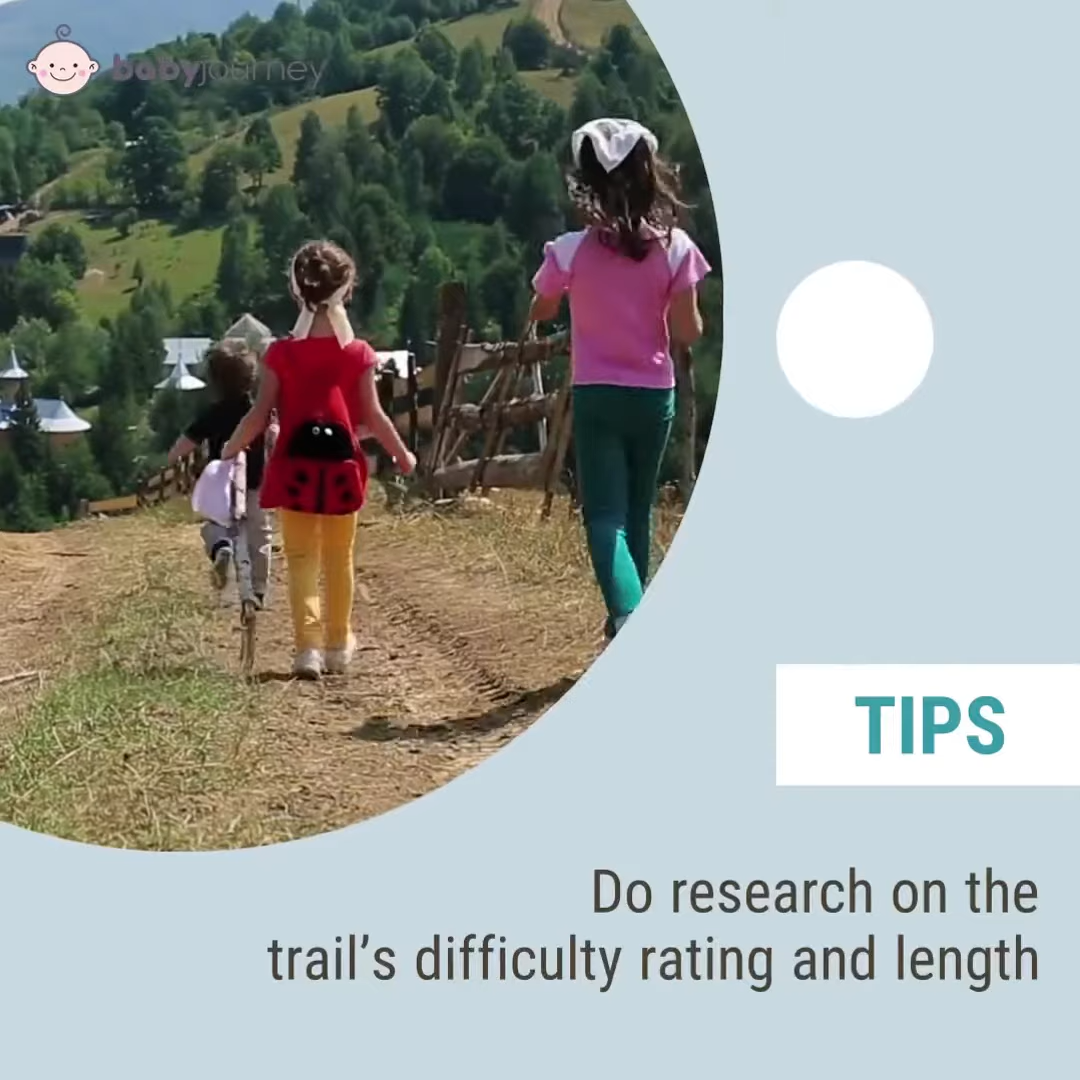 babyjourney
TIPS
Do research on the
trail’s difficulty rating and length